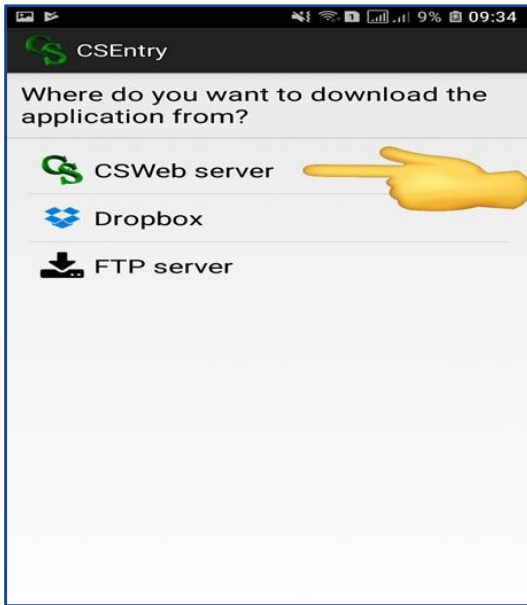 9% 09:34
CSEntry
Where do you want to download the
application from?
CSWeb server
Dropbox
FTP server